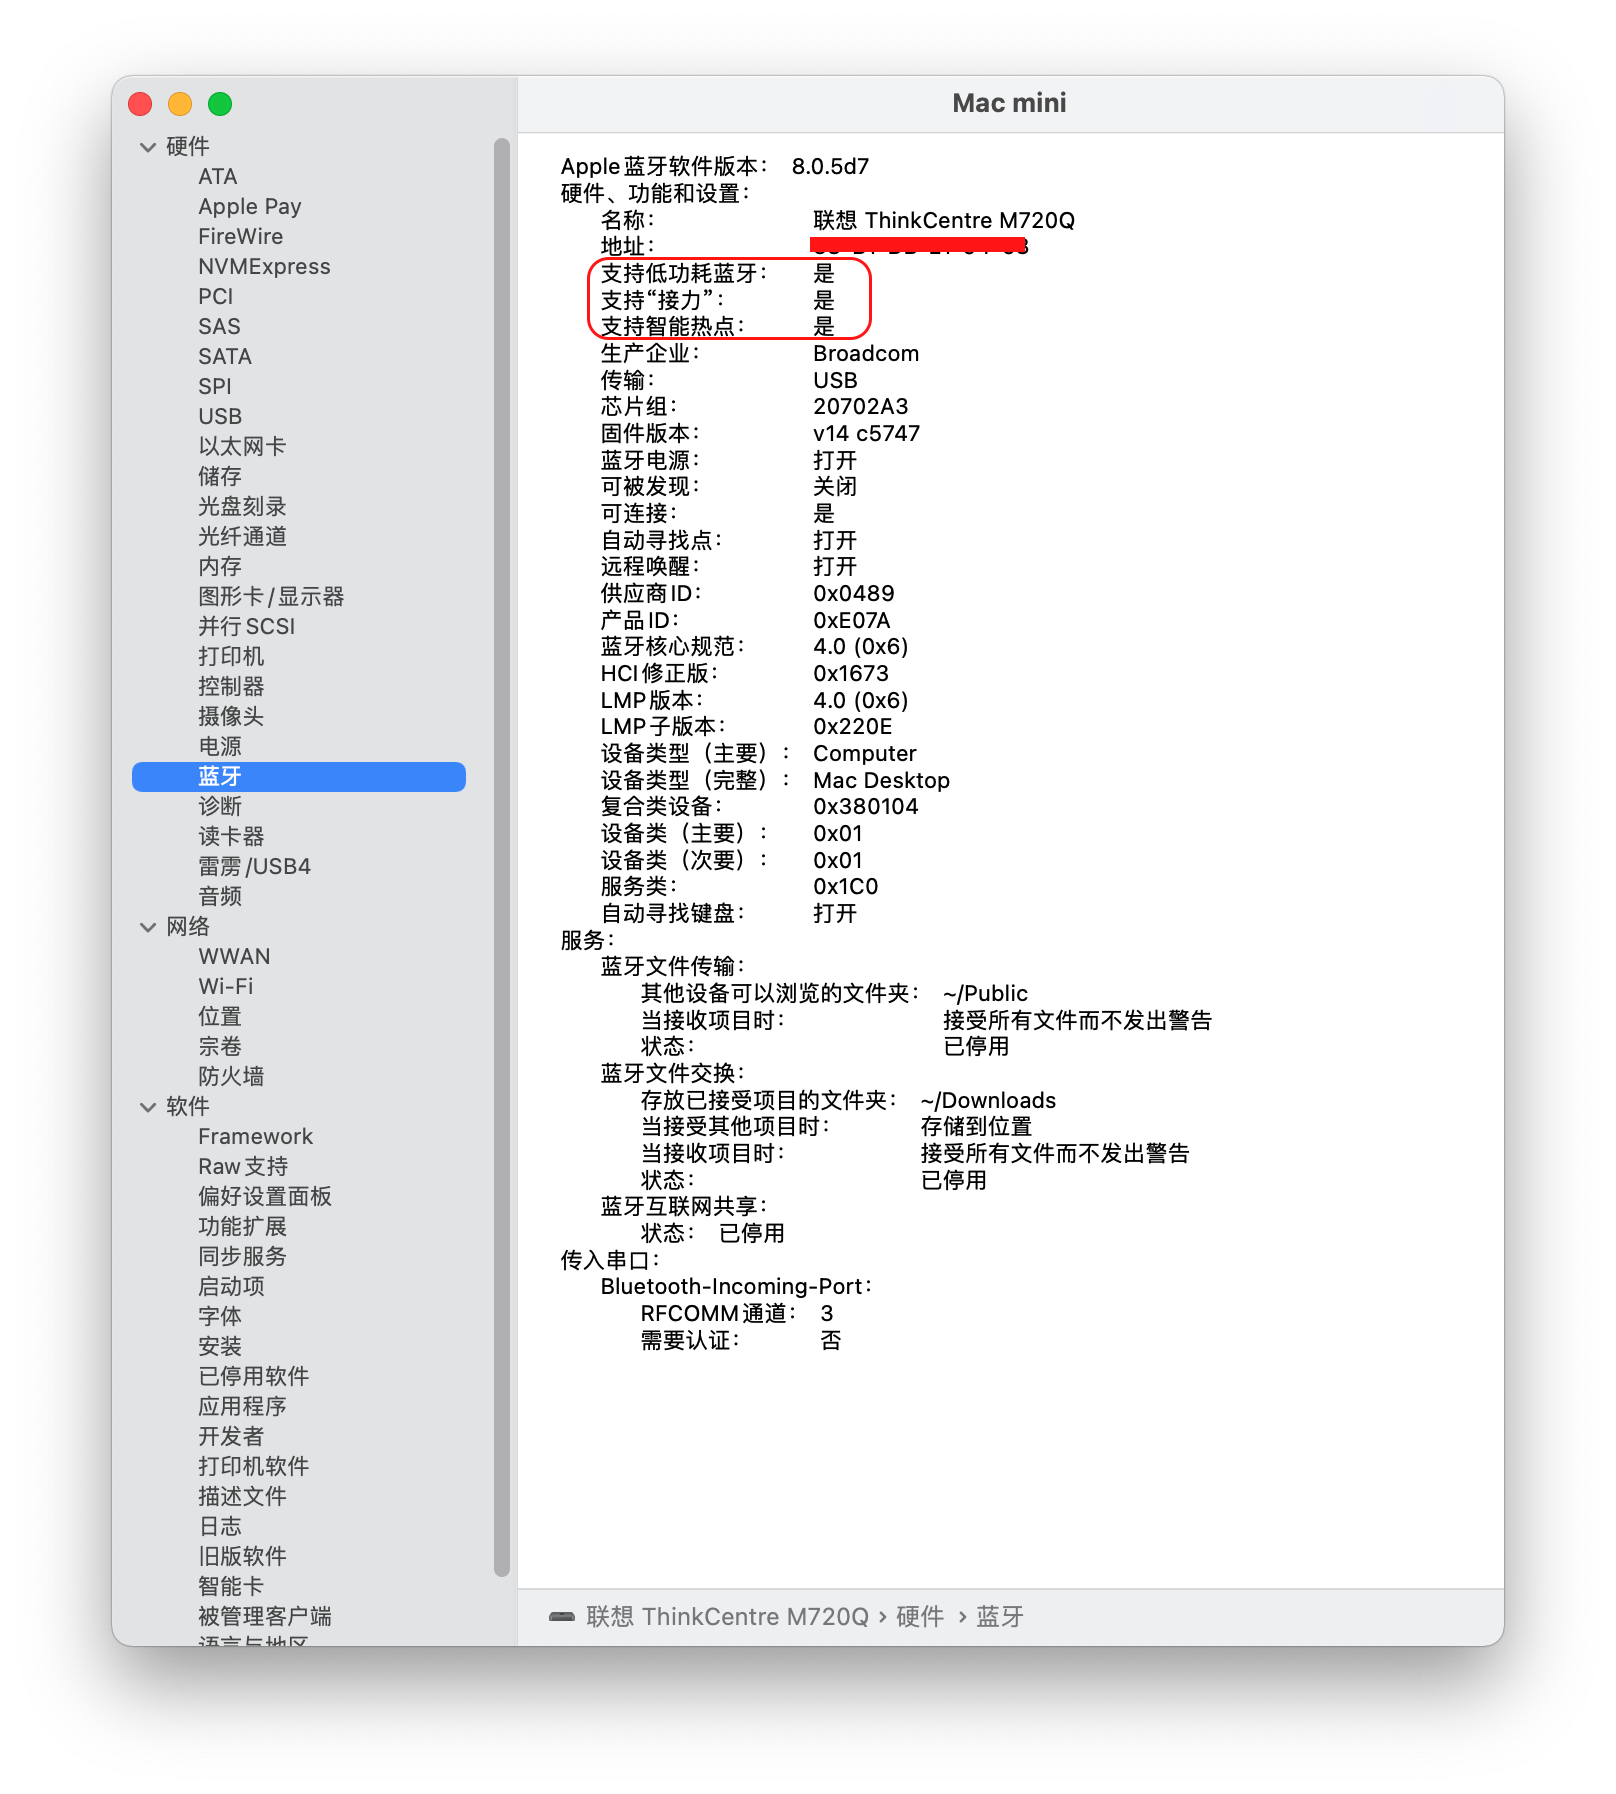 Mac mini
硬件
ATA
Apple Pay
FireWire
NVMExpress
PCI
SAS
SATA
SPI
USB
以太网卡
储存
光盘刻录
光纤通道
内存
图形卡/显示器
并行SCSI
打印机
控制器
摄像头
电源
蓝牙
诊断
读卡器
雷雳/USB4
音频
网络
WWAN
Wi-Fi
位置
宗卷
防火墙
软件
Framework
Raw支持
偏好设置面板
功能扩展
同步服务
启动项
字体
安装
已停用软件
应用程序
开发者
打印机软件
描述文件
日志
旧版软件
智能卡
被管理客户端
语言与地区
Apple蓝牙软件版本： 8.0.5d7
硬件、功能和设置：
名称： 联想 ThinkCentre M720Q
地址：
支持低功耗蓝牙： 是
支持“接力”： 是
支持智能热点： 是
生产企业： Broadcom
传输： USB
芯片组： 20702A3
固件版本： v14 c5747
蓝牙电源： 打开
可被发现： 关闭
可连接： 是
自动寻找点： 打开
远程唤醒： 打开
供应商ID： 0x0489
产品ID： 0xE07A
蓝牙核心规范： 4.0 (0x6)
HCI修正版： 0x1673
LMP版本： 4.0 (0x6)
LMP子版本： 0x220E
设备类型（主要）： Computer
设备类型（完整）： Mac Desktop
复合类设备： 0x380104
设备类（主要）： 0x01
设备类（次要）： 0x01
服务类： 0x1C0
自动寻找键盘： 打开
服务：
蓝牙文件传输：
其他设备可以浏览的文件夹： ~/Public
当接收项目时： 接受所有文件而不发出警告
状态： 已停用
蓝牙文件交换：
存放已接受项目的文件夹： ~/Downloads
当接受其他项目时： 存储到位置
当接收项目时： 接受所有文件而不发出警告
状态： 已停用
蓝牙互联网共享：
状态： 已停用
传入串口：
Bluetooth-Incoming-Port：
RFCOMM通道： 3
需要认证： 否
联想 ThinkCentre M720Q › 硬件 › 蓝牙